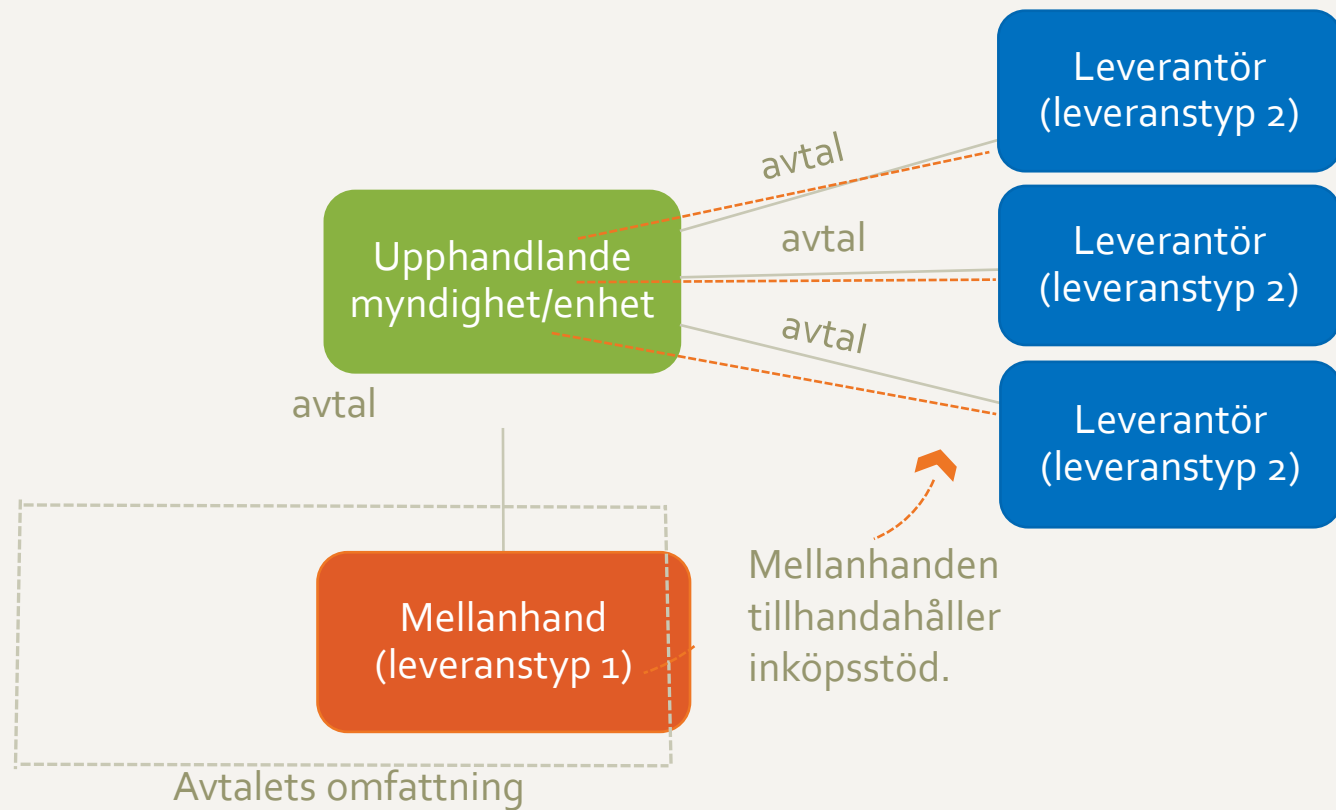 Leverantör
(leveranstyp 2)
avtal
Upphandlande
myndighet/enhet
avtal
Leverantör
(leveranstyp 2)
avtal
avtal
Leverantör
(leveranstyp 2)
Mellanhand
(leveranstyp 1)
Mellanhanden
tillhandahåller
inköpsstöd.
Avtalets omfattning